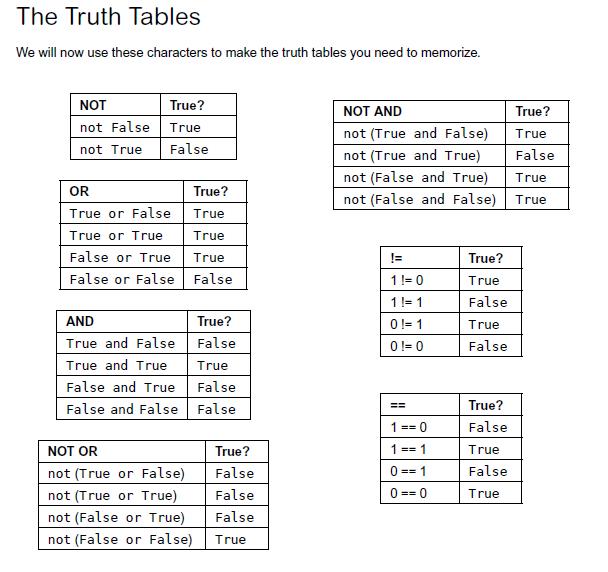 The Truth Tables
We will now use these characters to make the truth tables you need to memorize.
NOT True?
not False True
not True False
OR True?
True or False True
True or True True
False or True True
False or False False
AND True?
True and False False
True and True True
False and True False
False and False False
NOT OR True?
not (True or False) False
not (True or True) False
not (False or True) False
not (False or False) True
NOT AND True?
not (True and False) True
not (True and True) False
not (False and True) True
not (False and False) True
!= True?
1 != 0 True
1 != 1 False
0 != 1 True
0 != 0 False
== True?
1 == 0 False
1 == 1 True
0 == 1 False
0 == 0 True